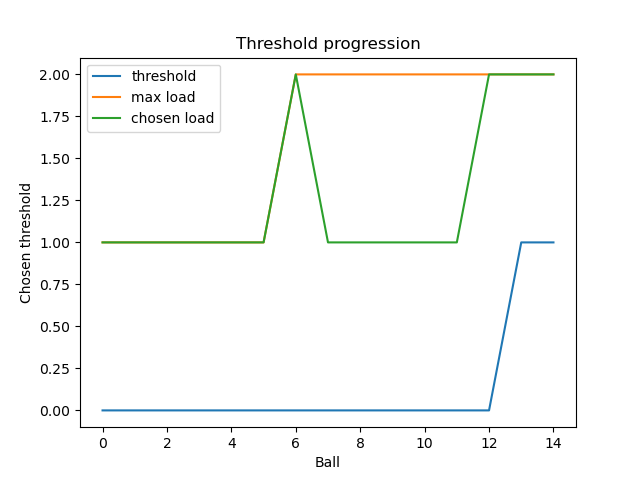 Threshold progression
threshold
max load
chosen load
2.00
1.75
1.50
1.25
1.00
0.75
0.50
0.25
0.00
Chosen threshold
0 2 4 6 8 10 12 14
Ball